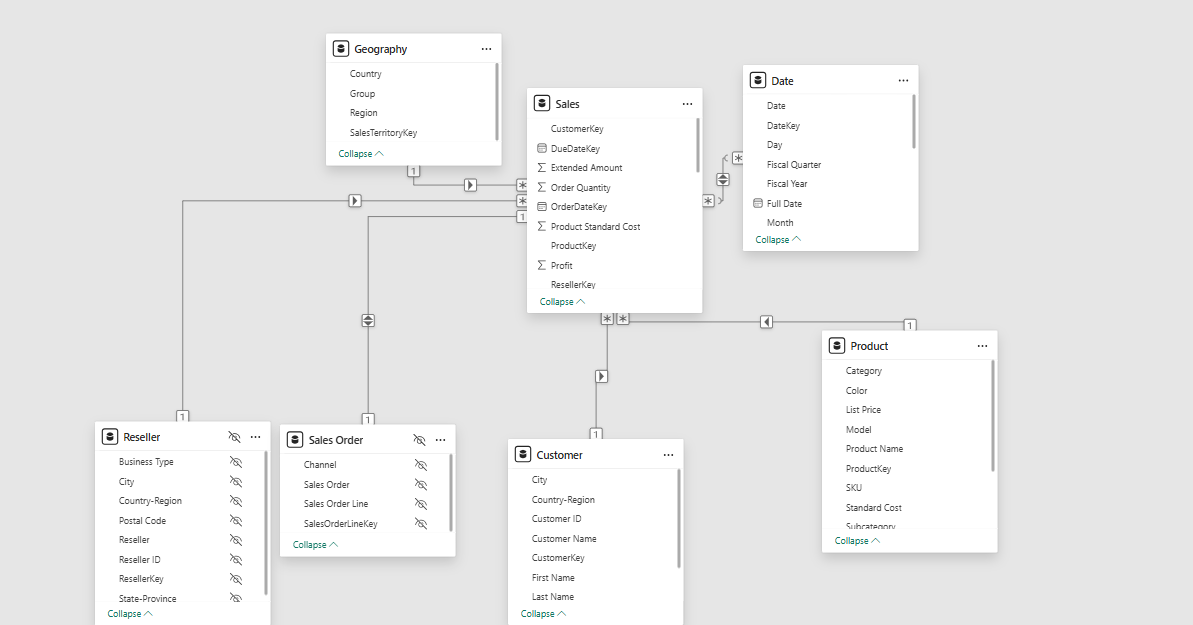 Geography
Country
Group
Region
SalesTerritoryKey
Collapse
Sales
CustomerKey
DueDateKey
Extended Amount
Order Quantity
OrderDateKey
Product Standard Cost
ProductKey
Profit
ResellerKey
Collapse
Date
Date
DateKey
Day
Fiscal Quarter
Fiscal Year
Full Date
Month
Collapse
1
*
*
1
*
*
1
1
*
*
1
1
Reseller
Business Type
City
Country-Region
Postal Code
Reseller
Reseller ID
ResellerKey
State-Province
Collapse
Sales Order
Channel
Sales Order
Sales Order Line
SalesOrderLineKey
Collapse
Customer
City
Country-Region
Customer ID
Customer Name
CustomerKey
First Name
Last Name
Collapse
Product
Category
Color
List Price
Model
Product Name
ProductKey
SKU
Standard Cost
Subcategory
Collapse